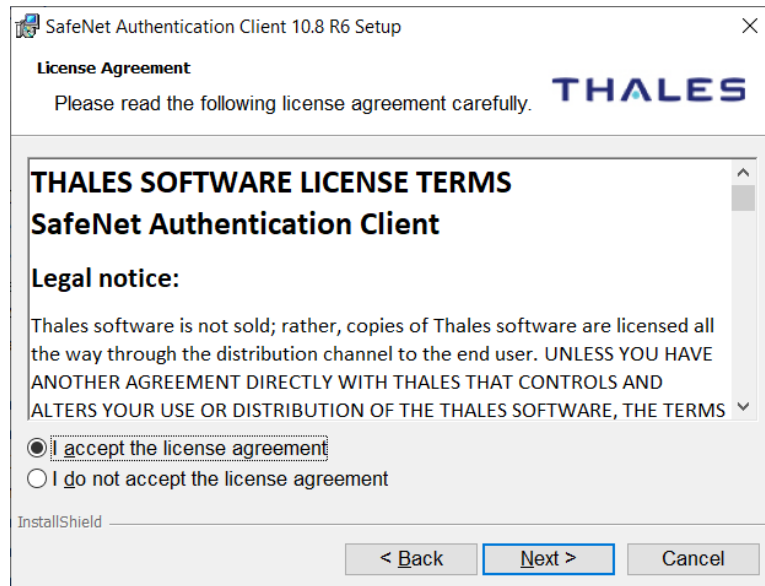 SafeNet Authentication Client 10.8 R6 Setup
License Agreement
Please read the following license agreement carefully.
THALES
THALES SOFTWARE LICENSE TERMS
SafeNet Authentication Client
Legal notice:
Thales software is not sold; rather, copies of Thales software are licensed all
the way through the distribution channel to the end user. UNLESS YOU HAVE
ANOTHER AGREEMENT DIRECTLY WITH THALES THAT CONTROLS AND
ALTERS YOUR USE OR DISTRIBUTION OF THE THALES SOFTWARE, THE TERMS
I accept the license agreement
I do not accept the license agreement
InstallShield
< Back
Next >
Cancel